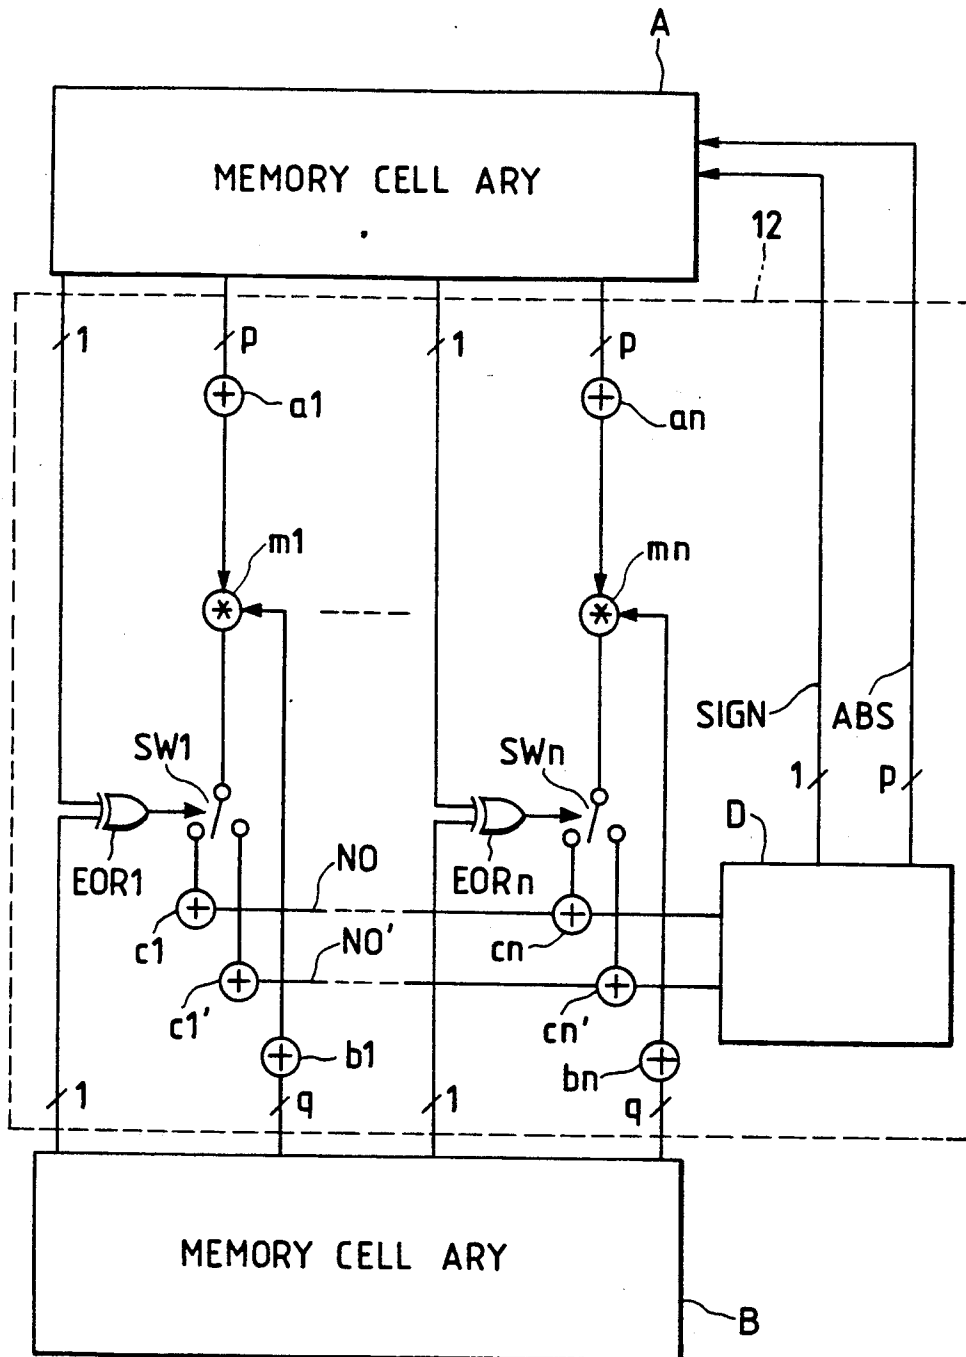 A
MEMORY CELL ARY
12
1
p
1
p
a1
an
m1
mn
*
*
SIGN
ABS
SW1
SWn
1
p
D
EOR1
NO
EORn
c1
cn
NO'
c1'
cn'
b1
bn
1
q
1
q
MEMORY CELL ARY
B